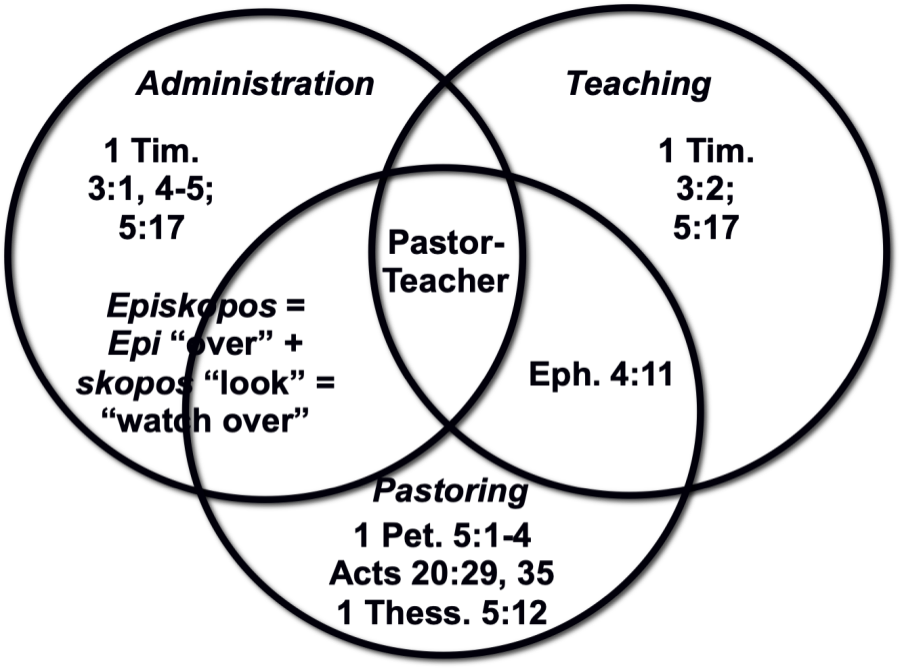 Administration
1 Tim.
3:1, 4-5;
5:17
Episkopos =
Epi “over” +
skopos “look” =
“watch over”
Teaching
1 Tim.
3:2;
5:17
Pastor-
Teacher
Eph. 4:11
Pastoring
1 Pet. 5:1-4
Acts 20:29, 35
1 Thess. 5:12